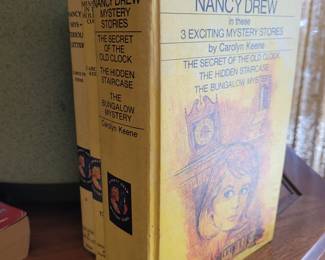 NANCY DREW
MYSTERY
STORIES
THE SECRET
OF THE
OLD CLOCK
THE HIDDEN
STAIRCASE
THE
BUNGALOW
MYSTERY
Carolyn Keene
NANCY DREW
in these
3 EXCITING MYSTERY STORIES
by Carolyn Keene
THE SECRET OF THE OLD CLOCK
THE HIDDEN STAIRCASE
THE BUNGALOW MYSTERY